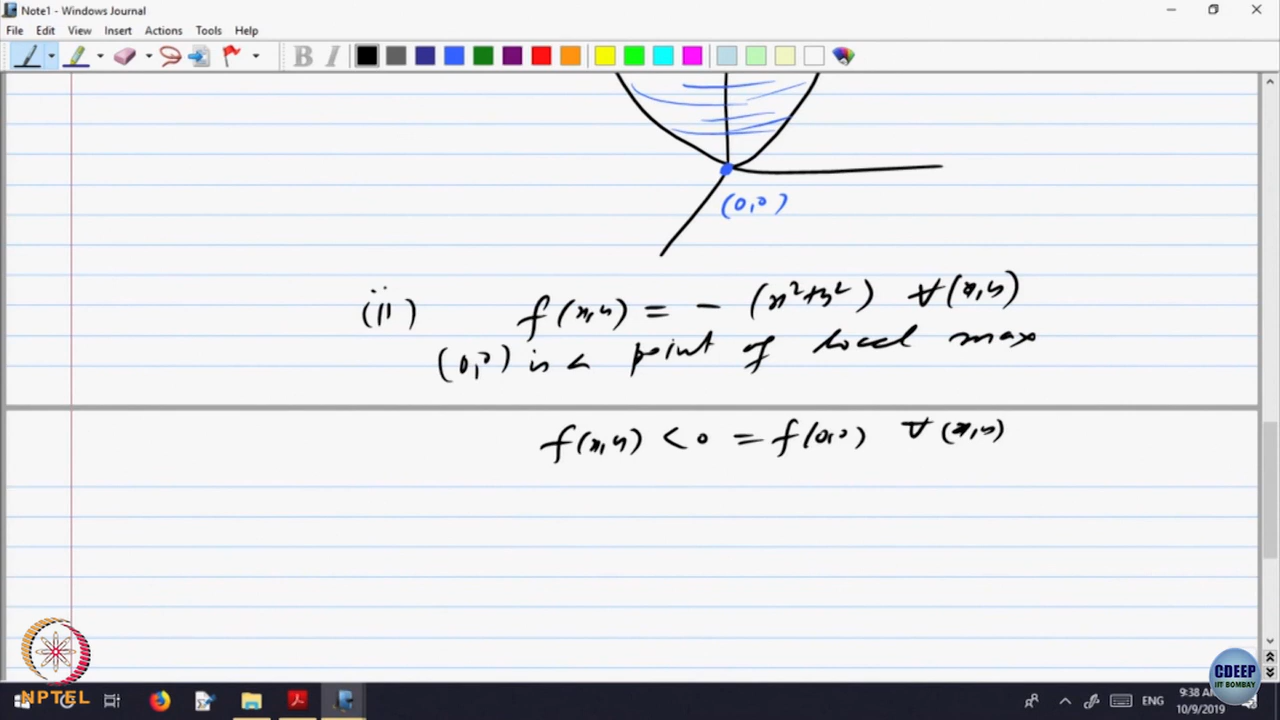 Note1 - Windows Journal
File Edit View Insert Actions Tools Help
B I
(0,0)
(ii) f(x,y) = - (x²+y²) ∀(x,y)
(0,0) is a point of local max
f(x,y) < 0 = f(0,0) ∀(x,y)
NPTEL
CDEEP
IIT BOMBAY
ENG
9:38 AM
10/9/2019